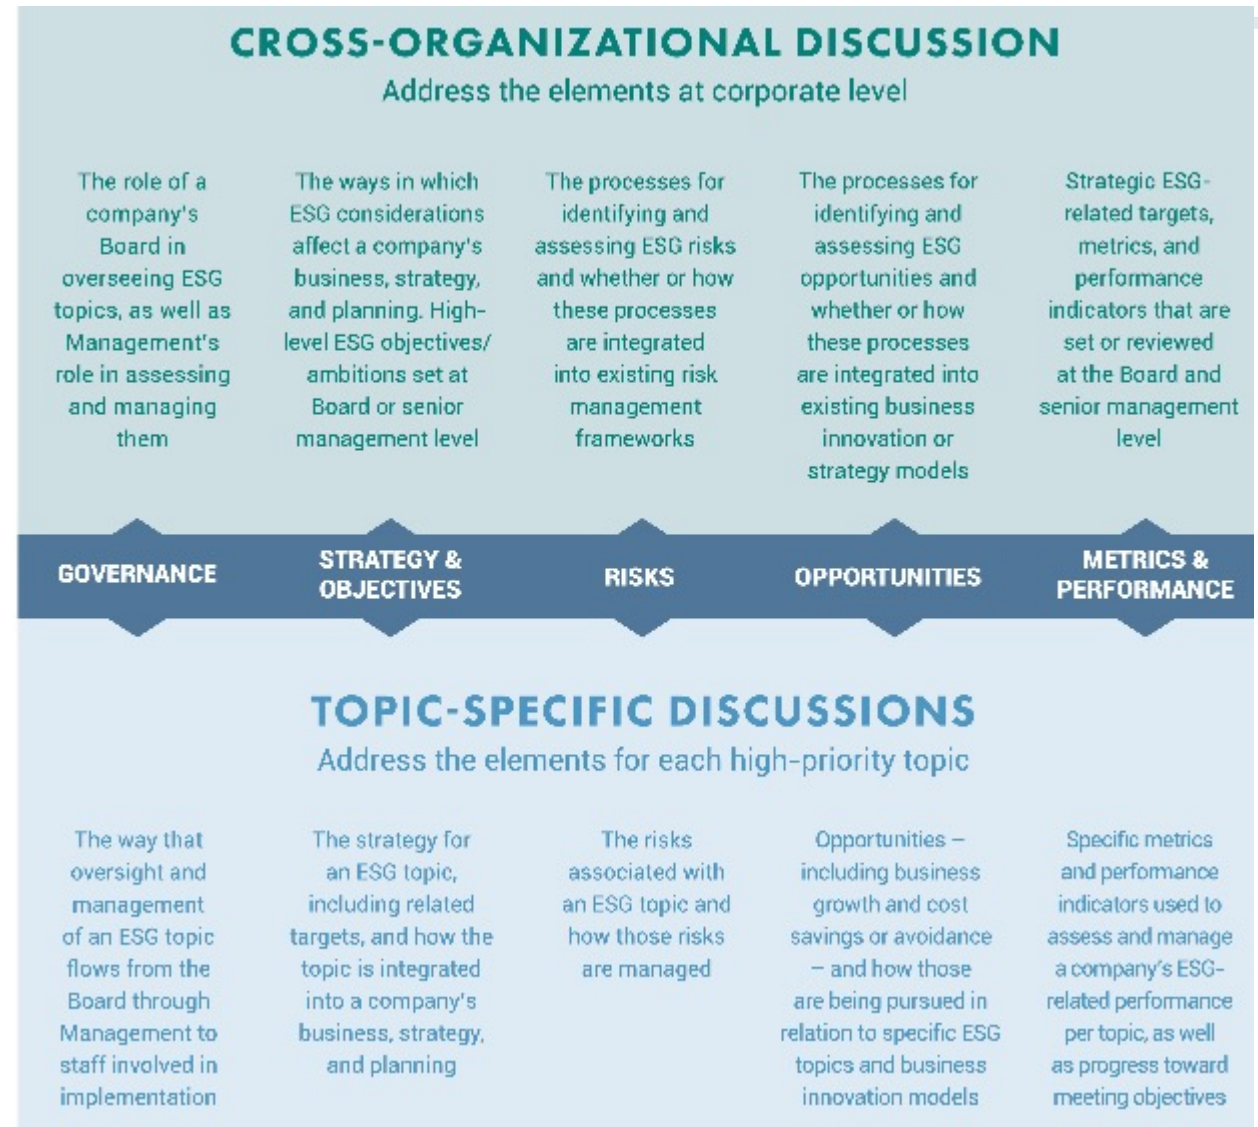 CROSS-ORGANIZATIONAL DISCUSSION
Address the elements at corporate level
The role of a
company's
Board in
overseeing ESG
topics, as well as
Management's
role in assessing
and managing
them
The ways in which
ESG considerations
affect a company's
business, strategy,
and planning. High-
level ESG objectives/
ambitions set at
Board or senior
management level
The processes for
identifying and
assessing ESG risks
and whether or how
these processes
are integrated
into existing risk
management
frameworks
The processes for
identifying and
assessing ESG
opportunities and
whether or how
these processes
are integrated into
existing business
innovation or
strategy models
Strategic ESG-
related targets,
metrics, and
performance
indicators that are
set or reviewed
at the Board and
senior management
level
GOVERNANCE
STRATEGY &
OBJECTIVES
RISKS
OPPORTUNITIES
METRICS &
PERFORMANCE
TOPIC-SPECIFIC DISCUSSIONS
Address the elements for each high-priority topic
The way that
oversight and
management
of an ESG topic
flows from the
Board through
Management to
staff involved in
implementation
The strategy for
an ESG topic,
including related
targets, and how the
topic is integrated
into a company's
business, strategy,
and planning
The risks
associated with
an ESG topic and
how those risks
are managed
Opportunities –
including business
growth and cost
savings or avoidance
– and how those
are being pursued in
relation to specific ESG
topics and business
innovation models
Specific metrics
and performance
indicators used to
assess and manage
a company's ESG-
related performance
per topic, as well
as progress toward
meeting objectives